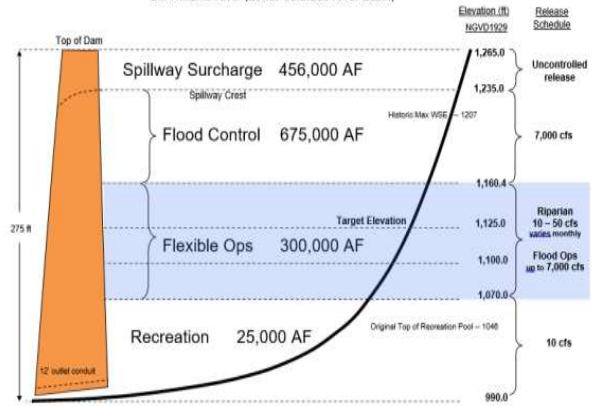 Elevation (ft)
NGVD1929
Release
Schedule
Top of Dam
1,265.0
Spillway Surcharge 456,000 AF
Uncontrolled
release
Spillway Crest
1,235.0
Historic Max WSE – 1207
Flood Control 675,000 AF
7,000 cfs
1,160.4
Riparian
10 – 50 cfs
varies monthly
Target Elevation
1,125.0
275 ft
Flexible Ops 300,000 AF
Flood Ops
up to 7,000 cfs
1,100.0
1,070.0
Original Top of Recreation Pool – 1046
Recreation 25,000 AF
10 cfs
12' outlet conduit
990.0